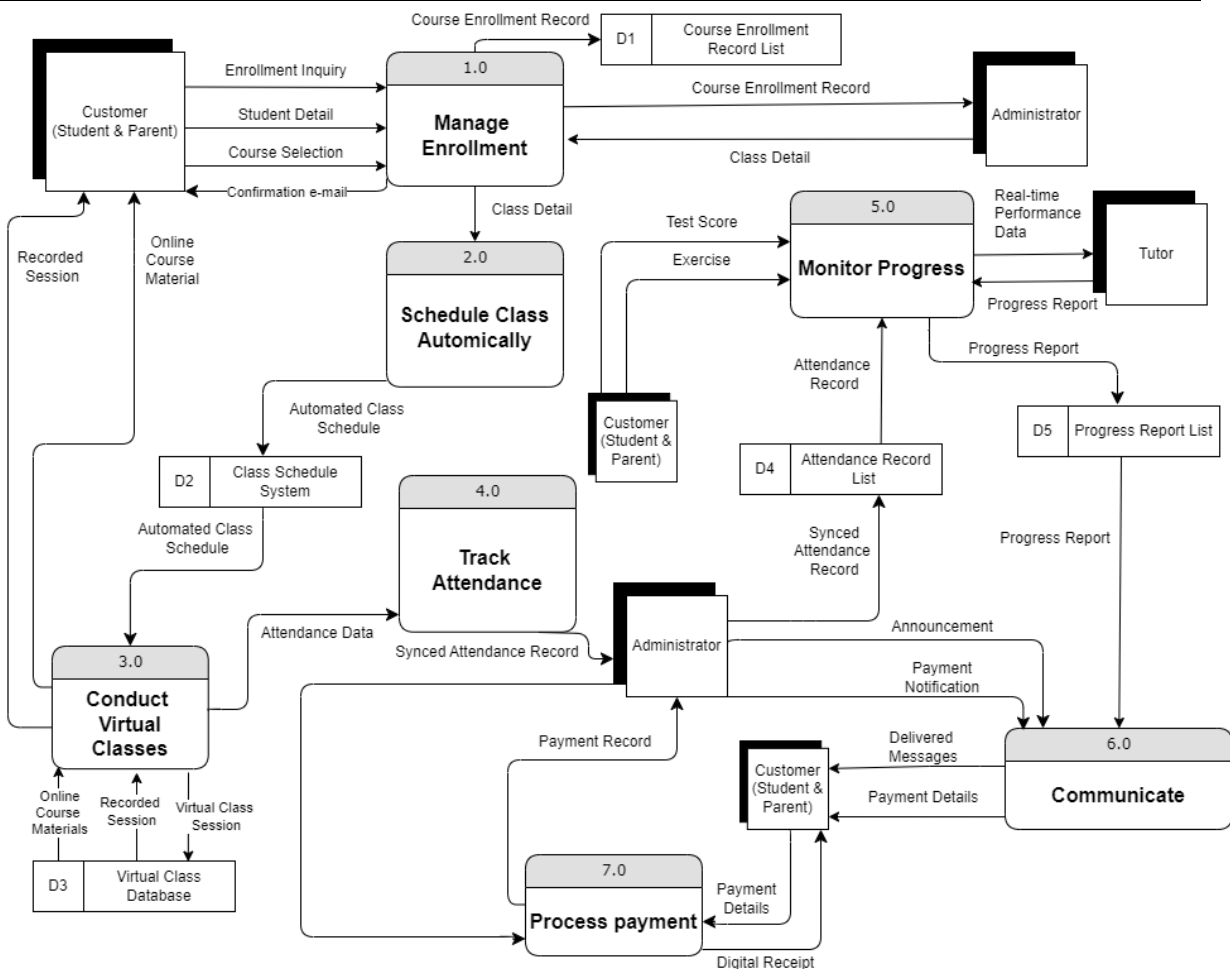 Course Enrollment Record
D1
Course Enrollment
Record List
1.0
Manage
Enrollment
Customer
(Student & Parent)
Enrollment Inquiry
Student Detail
Course Selection
Confirmation e-mail
Course Enrollment Record
Administrator
Class Detail
Class Detail
Recorded
Session
Online
Course
Material
2.0
Schedule Class
Automically
Test Score
Exercise
5.0
Monitor Progress
Real-time
Performance
Data
Tutor
Progress Report
Progress Report
Attendance
Record
Automated Class
Schedule
Customer
(Student &
Parent)
D5
Progress Report List
D2
Class Schedule
System
D4
Attendance Record
List
4.0
Track
Attendance
Automated Class
Schedule
Synced
Attendance
Record
Progress Report
Attendance Data
Synced Attendance Record
Administrator
Announcement
Payment
Notification
3.0
Conduct
Virtual
Classes
Payment Record
Delivered
Messages
6.0
Communicate
Customer
(Student &
Parent)
Payment Details
Online
Course
Materials
Recorded
Session
Virtual Class
Session
D3
Virtual Class
Database
7.0
Process payment
Payment
Details
Digital Receipt